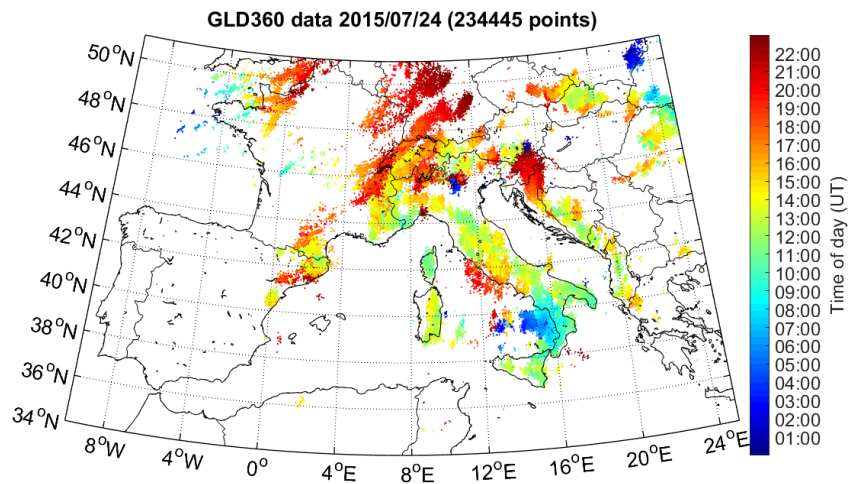 GLD360 data 2015/07/24 (234445 points)
50°N
48°N
46°N
44°N
42°N
40°N
38°N
36°N
34°N
8°W
4°W
0°
4°E
8°E
12°E
16°E
20°E
24°E
22:00
21:00
20:00
19:00
18:00
17:00
16:00
15:00
14:00
13:00
12:00
11:00
10:00
09:00
08:00
07:00
06:00
05:00
04:00
03:00
02:00
01:00
Time of day (UT)